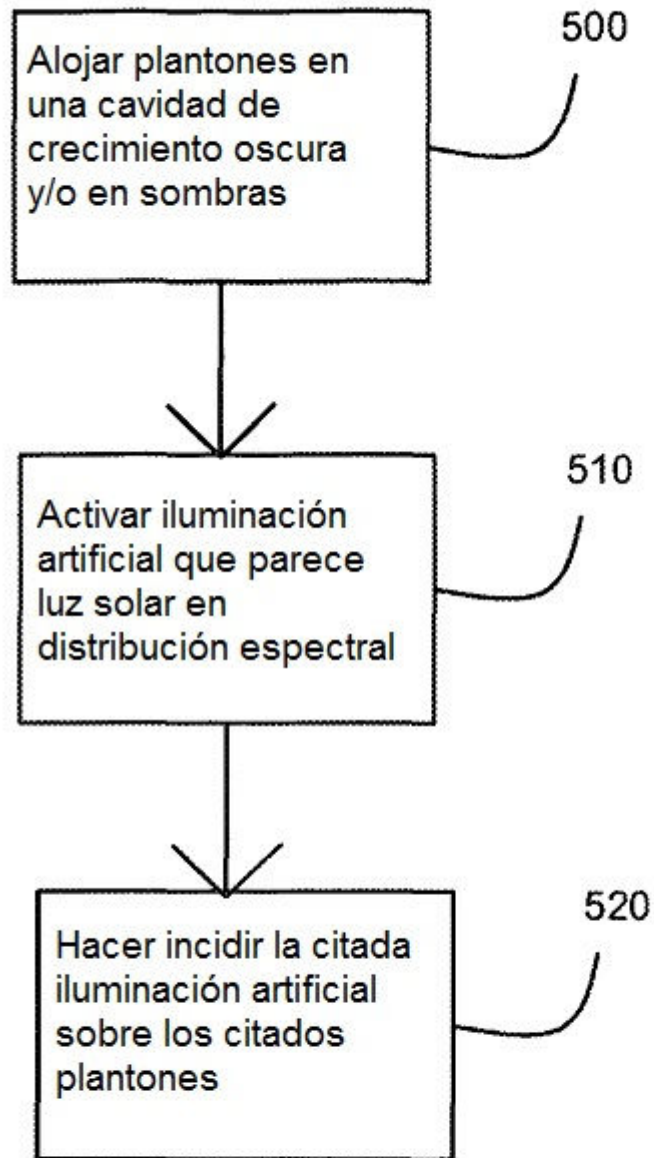 500
Alojar plantones en
una cavidad de
crecimiento oscura
y/o en sombras
510
Activar iluminación
artificial que parece
luz solar en
distribución espectral
520
Hacer incidir la citada
iluminación artificial
sobre los citados
plantones